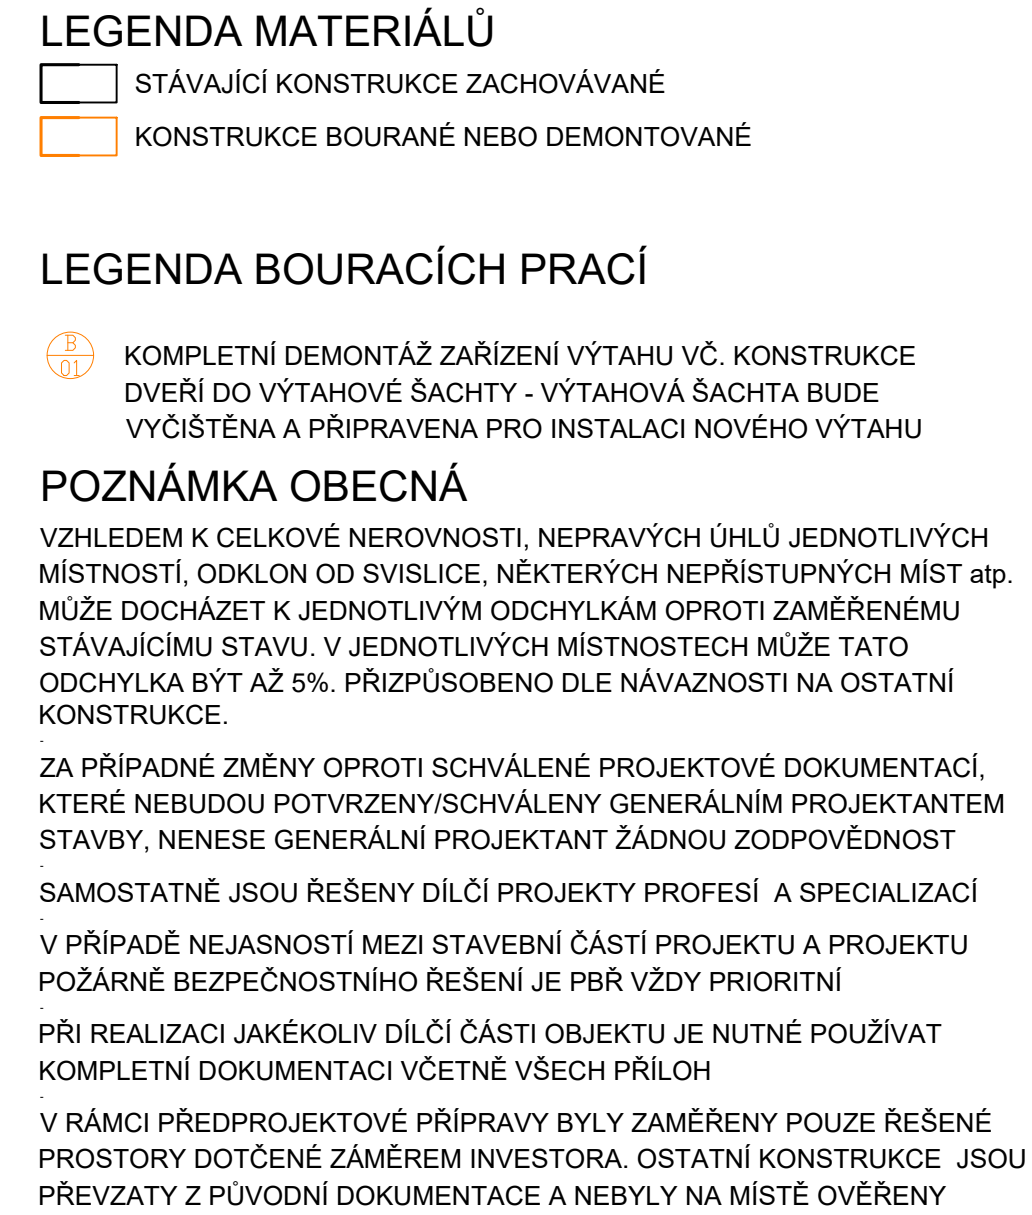 LEGENDA MATERIÁLŮ
STÁVAJÍCÍ KONSTRUKCE ZACHOVÁVANÉ
KONSTRUKCE BOURANÉ NEBO DEMONTOVANÉ
LEGENDA BOURACÍCH PRACÍ
B
01
KOMPLETNÍ DEMONTÁŽ ZAŘÍZENÍ VÝTAHU VČ. KONSTRUKCE
DVEŘÍ DO VÝTAHOVÉ ŠACHTY - VÝTAHOVÁ ŠACHTA BUDE
VYČIŠTĚNA A PŘIPRAVENA PRO INSTALACI NOVÉHO VÝTAHU
POZNÁMKA OBECNÁ
VZHLEDEM K CELKOVÉ NEROVNOSTI, NEPRAVÝCH ÚHLŮ JEDNOTLIVÝCH
MÍSTNOSTÍ, ODKLON OD SVISLICE, NĚKTERÝCH NEPŘÍSTUPNÝCH MÍST atp.
MŮŽE DOCHÁZET K JEDNOTLIVÝM ODCHYLKÁM OPROTI ZAMĚŘENÉMU
STÁVAJÍCÍMU STAVU. V JEDNOTLIVÝCH MÍSTNOSTECH MŮŽE TATO
ODCHYLKA BÝT AŽ 5%. PŘIZPŮSOBENO DLE NÁVAZNOSTI NA OSTATNÍ
KONSTRUKCE.
ZA PŘÍPADNÉ ZMĚNY OPROTI SCHVÁLENÉ PROJEKTOVÉ DOKUMENTACÍ,
KTERÉ NEBUDOU POTVRZENY/SCHVÁLENY GENERÁLNÍM PROJEKTANTEM
STAVBY, NENESE GENERÁLNÍ PROJEKTANT ŽÁDNOU ZODPOVĚDNOST
SAMOSTATNĚ JSOU ŘEŠENY DÍLČÍ PROJEKTY PROFESÍ  A SPECIALIZACÍ
V PŘÍPADĚ NEJASNOSTÍ MEZI STAVEBNÍ ČÁSTÍ PROJEKTU A PROJEKTU
POŽÁRNĚ BEZPEČNOSTNÍHO ŘEŠENÍ JE PBŘ VŽDY PRIORITNÍ
PŘI REALIZACI JAKÉKOLIV DÍLČÍ ČÁSTI OBJEKTU JE NUTNÉ POUŽÍVAT
KOMPLETNÍ DOKUMENTACI VČETNĚ VŠECH PŘÍLOH
V RÁMCI PŘEDPROJEKTOVÉ PŘÍPRAVY BYLY ZAMĚŘENY POUZE ŘEŠENÉ
PROSTORY DOTČENÉ ZÁMĚREM INVESTORA. OSTATNÍ KONSTRUKCE  JSOU
PŘEVZATY Z PŮVODNÍ DOKUMENTACE A NEBYLY NA MÍSTĚ OVĚŘENY